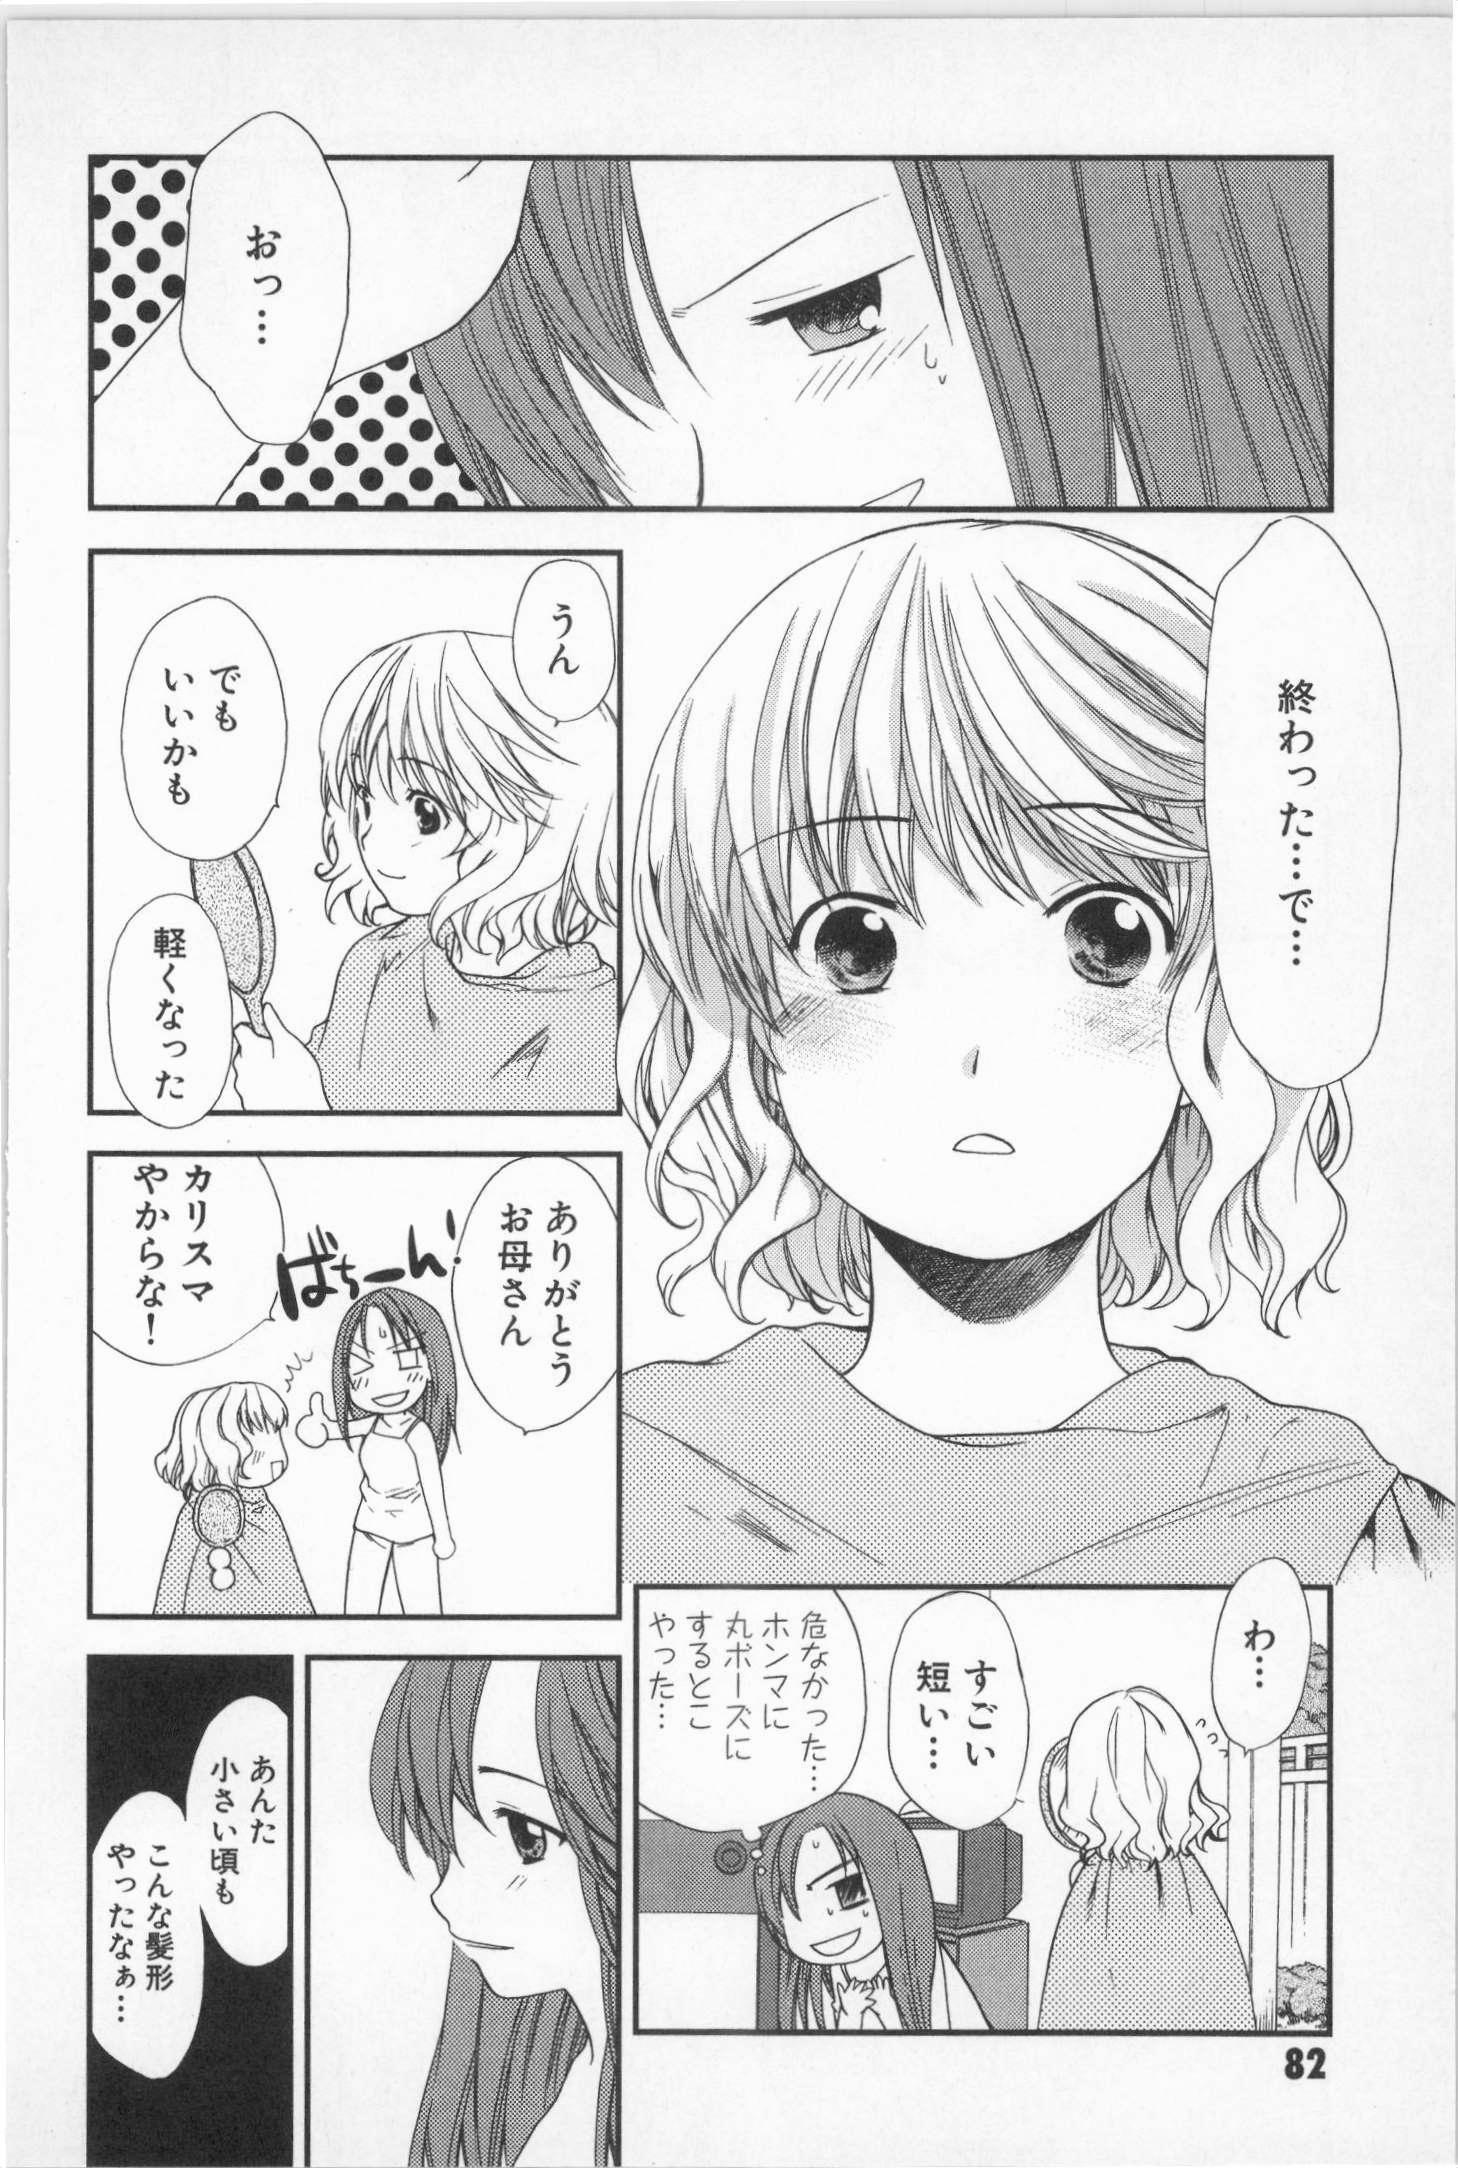 おっ…
終わった…で…
わ…
すごい
短い…
危なかった…
ホンマに
丸ボーズに
するとこ
やった…
うん
でも
いいかも
軽くなった
ありがとう
お母さん
ばちーん!
カリスマ
やからな!
あんた
小さい頃も
こんな髪形
やったなぁ…
82